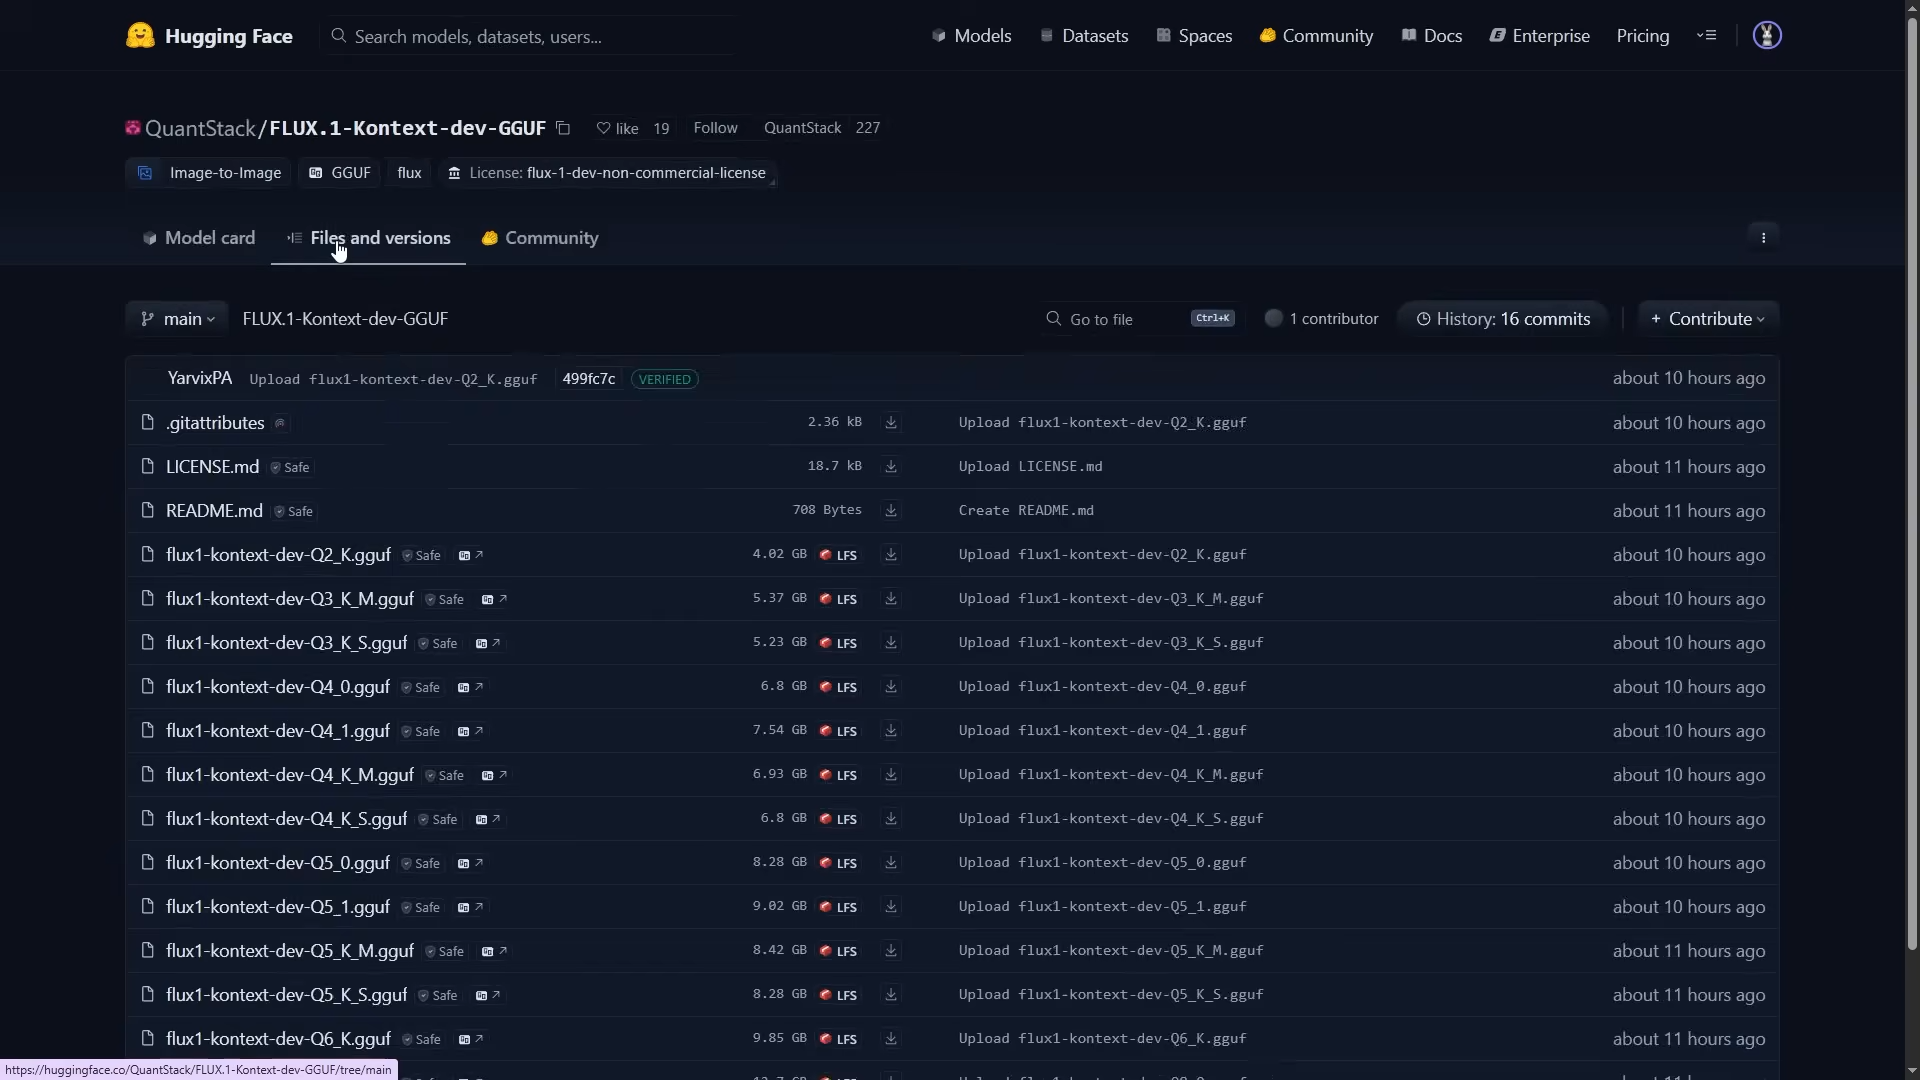 Hugging Face Search models, datasets, users... Models Datasets Spaces Community Docs Enterprise Pricing
QuantStack/FLUX.1-Kontext-dev-GGUF like 19 Follow QuantStack 227
Image-to-Image GGUF flux License: flux-1-dev-non-commercial-license
Model card Files and versions Community
main FLUX.1-Kontext-dev-GGUF Go to file Ctrl+K 1 contributor History: 16 commits + Contribute
YarvixPA Upload flux1-kontext-dev-Q2_K.gguf 499fc7c VERIFIED about 10 hours ago
.gitattributes 2.36 kB Upload flux1-kontext-dev-Q2_K.gguf about 10 hours ago
LICENSE.md Safe 18.7 kB Upload LICENSE.md about 11 hours ago
README.md Safe 708 Bytes Create README.md about 11 hours ago
flux1-kontext-dev-Q2_K.gguf Safe 4.02 GB LFS Upload flux1-kontext-dev-Q2_K.gguf about 10 hours ago
flux1-kontext-dev-Q3_K_M.gguf Safe 5.37 GB LFS Upload flux1-kontext-dev-Q3_K_M.gguf about 10 hours ago
flux1-kontext-dev-Q3_K_S.gguf Safe 5.23 GB LFS Upload flux1-kontext-dev-Q3_K_S.gguf about 10 hours ago
flux1-kontext-dev-Q4_0.gguf Safe 6.8 GB LFS Upload flux1-kontext-dev-Q4_0.gguf about 10 hours ago
flux1-kontext-dev-Q4_1.gguf Safe 7.54 GB LFS Upload flux1-kontext-dev-Q4_1.gguf about 10 hours ago
flux1-kontext-dev-Q4_K_M.gguf Safe 6.93 GB LFS Upload flux1-kontext-dev-Q4_K_M.gguf about 10 hours ago
flux1-kontext-dev-Q4_K_S.gguf Safe 6.8 GB LFS Upload flux1-kontext-dev-Q4_K_S.gguf about 10 hours ago
flux1-kontext-dev-Q5_0.gguf Safe 8.28 GB LFS Upload flux1-kontext-dev-Q5_0.gguf about 10 hours ago
flux1-kontext-dev-Q5_1.gguf Safe 9.02 GB LFS Upload flux1-kontext-dev-Q5_1.gguf about 10 hours ago
flux1-kontext-dev-Q5_K_M.gguf Safe 8.42 GB LFS Upload flux1-kontext-dev-Q5_K_M.gguf about 11 hours ago
flux1-kontext-dev-Q5_K_S.gguf Safe 8.28 GB LFS Upload flux1-kontext-dev-Q5_K_S.gguf about 11 hours ago
flux1-kontext-dev-Q6_K.gguf Safe 9.85 GB LFS Upload flux1-kontext-dev-Q6_K.gguf about 11 hours ago
https://huggingface.co/QuantStack/FLUX.1-Kontext-dev-GGUF/tree/main